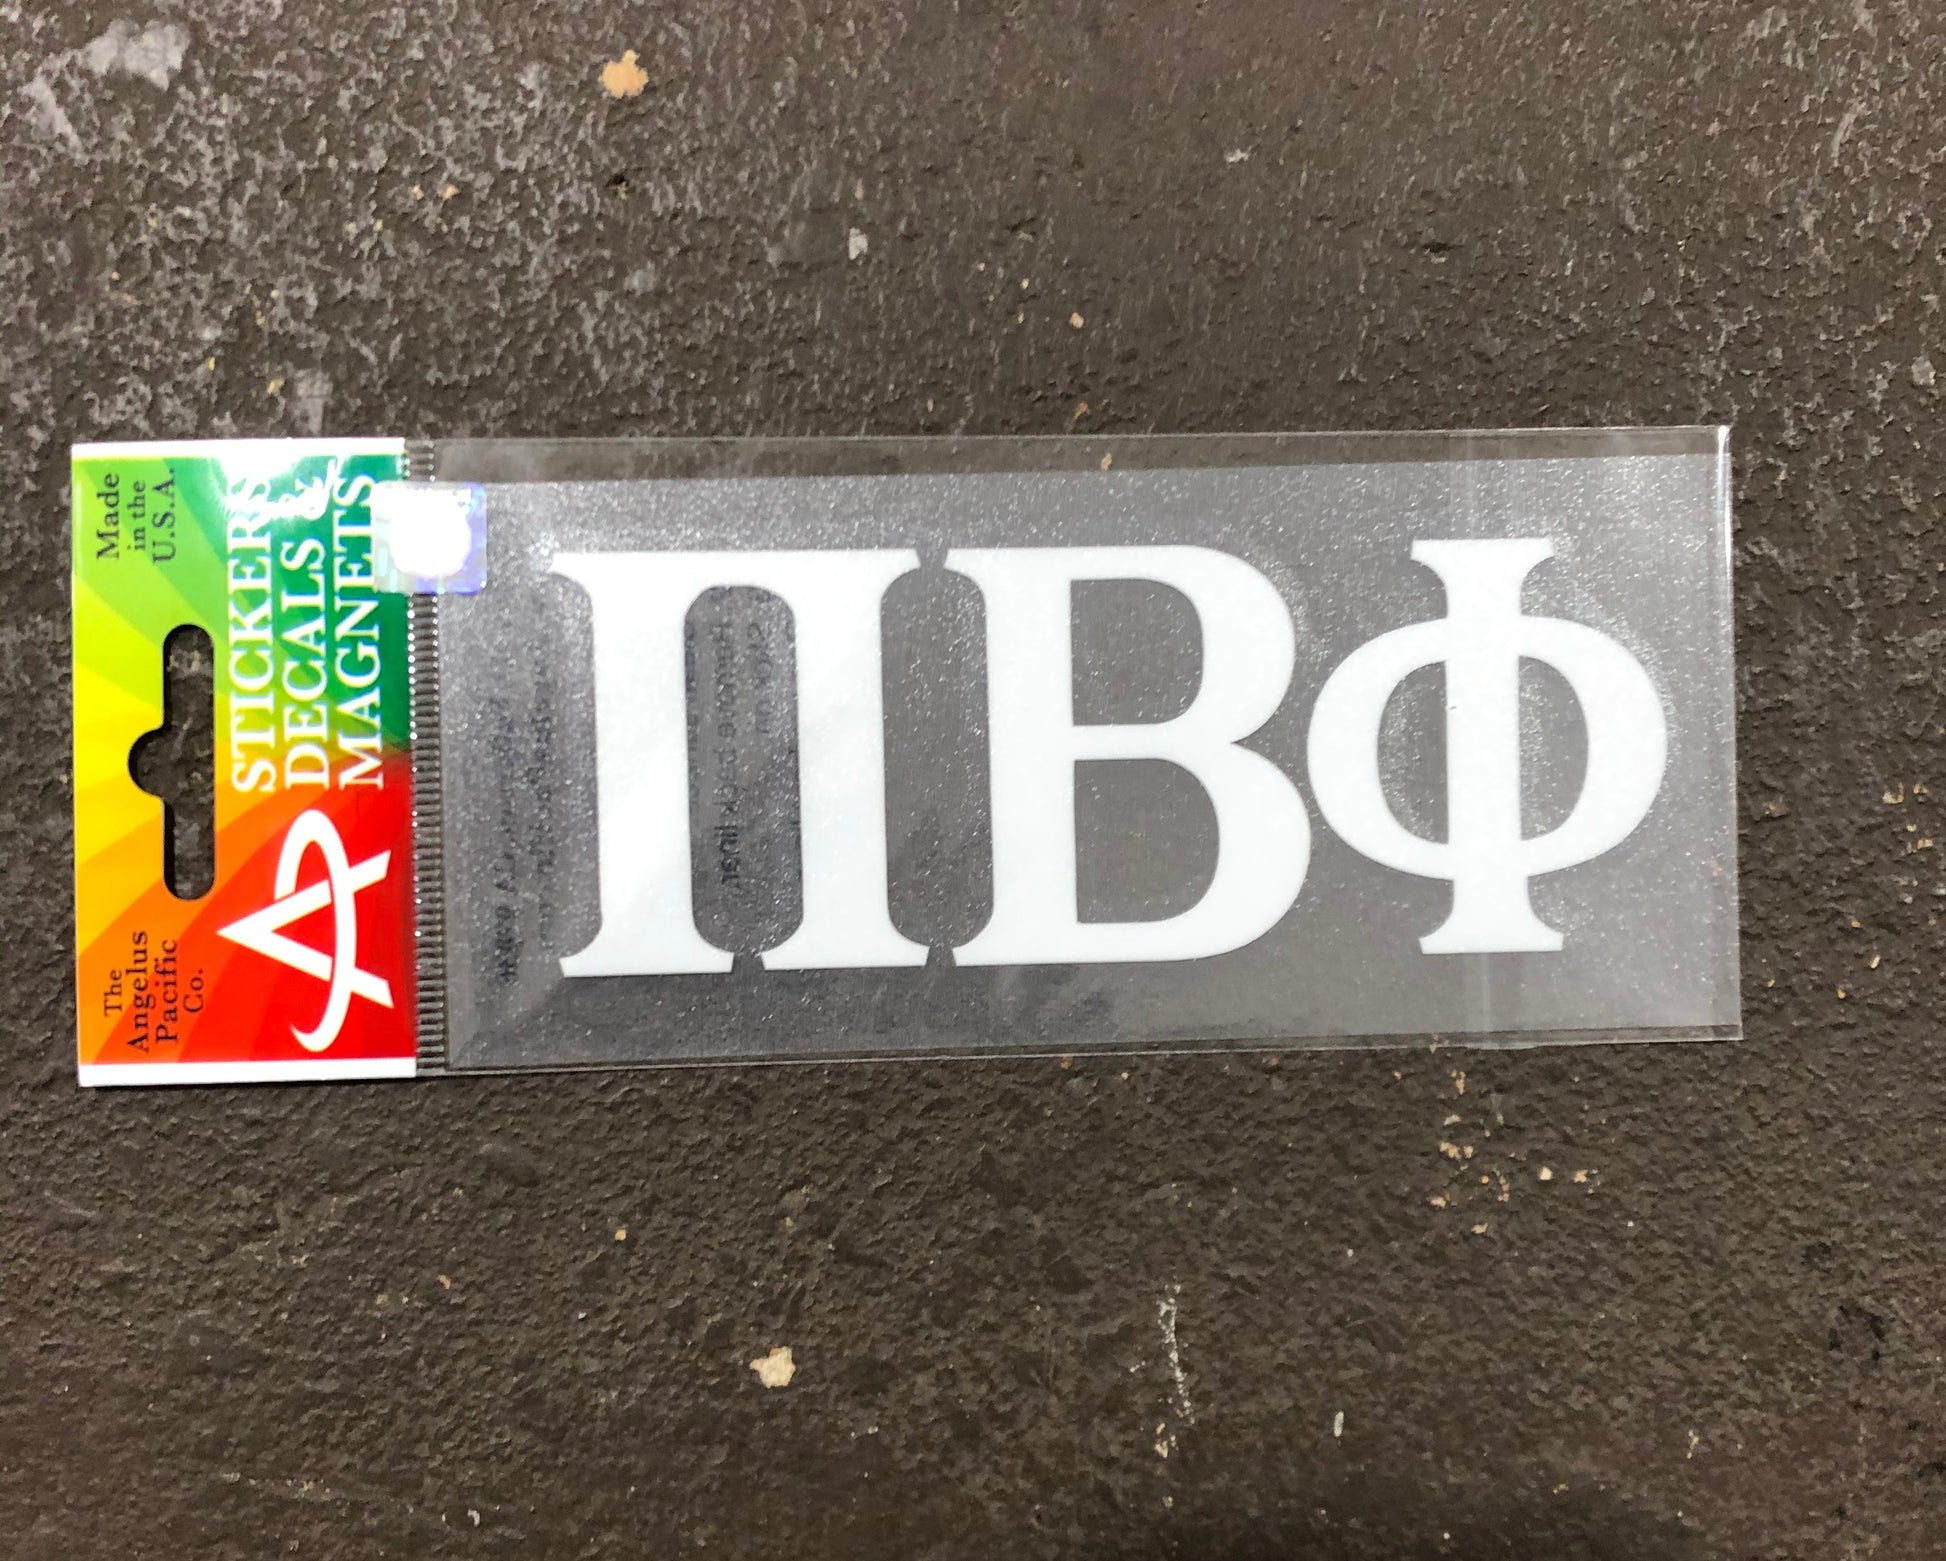 Made
in the
U.S.A.
STICKERS
DECALS &
MAGNETS
The
Angelus
Pacific
Co.
ΠΒΦ